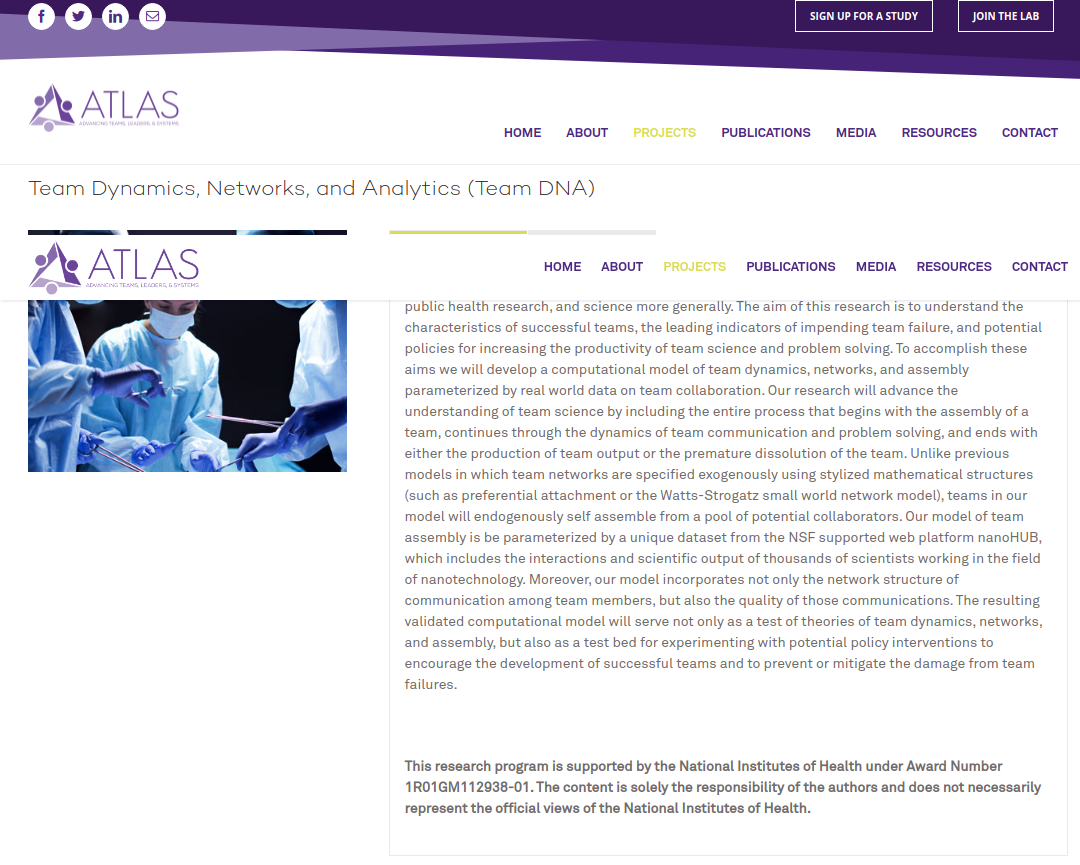 SIGN UP FOR A STUDY
JOIN THE LAB
ATLAS
ADVANCING TEAMS, LEADERS, & SYSTEMS
HOME ABOUT PROJECTS PUBLICATIONS MEDIA RESOURCES CONTACT
Team Dynamics, Networks, and Analytics (Team DNA)
ATLAS
ADVANCING TEAMS, LEADERS, & SYSTEMS
HOME ABOUT PROJECTS PUBLICATIONS MEDIA RESOURCES CONTACT
public health research, and science more generally. The aim of this research is to understand the
characteristics of successful teams, the leading indicators of impending team failure, and potential
policies for increasing the productivity of team science and problem solving. To accomplish these
aims we will develop a computational model of team dynamics, networks, and assembly
parameterized by real world data on team collaboration. Our research will advance the
understanding of team science by including the entire process that begins with the assembly of a
team, continues through the dynamics of team communication and problem solving, and ends with
either the production of team output or the premature dissolution of the team. Unlike previous
models in which team networks are specified exogenously using stylized mathematical structures
(such as preferential attachment or the Watts-Strogatz small world network model), teams in our
model will endogenously self assemble from a pool of potential collaborators. Our model of team
assembly is be parameterized by a unique dataset from the NSF supported web platform nanoHUB,
which includes the interactions and scientific output of thousands of scientists working in the field
of nanotechnology. Moreover, our model incorporates not only the network structure of
communication among team members, but also the quality of those communications. The resulting
validated computational model will serve not only as a test of theories of team dynamics, networks,
and assembly, but also as a test bed for experimenting with potential policy interventions to
encourage the development of successful teams and to prevent or mitigate the damage from team
failures.
This research program is supported by the National Institutes of Health under Award Number
1R01GM112938-01. The content is solely the responsibility of the authors and does not necessarily
represent the official views of the National Institutes of Health.